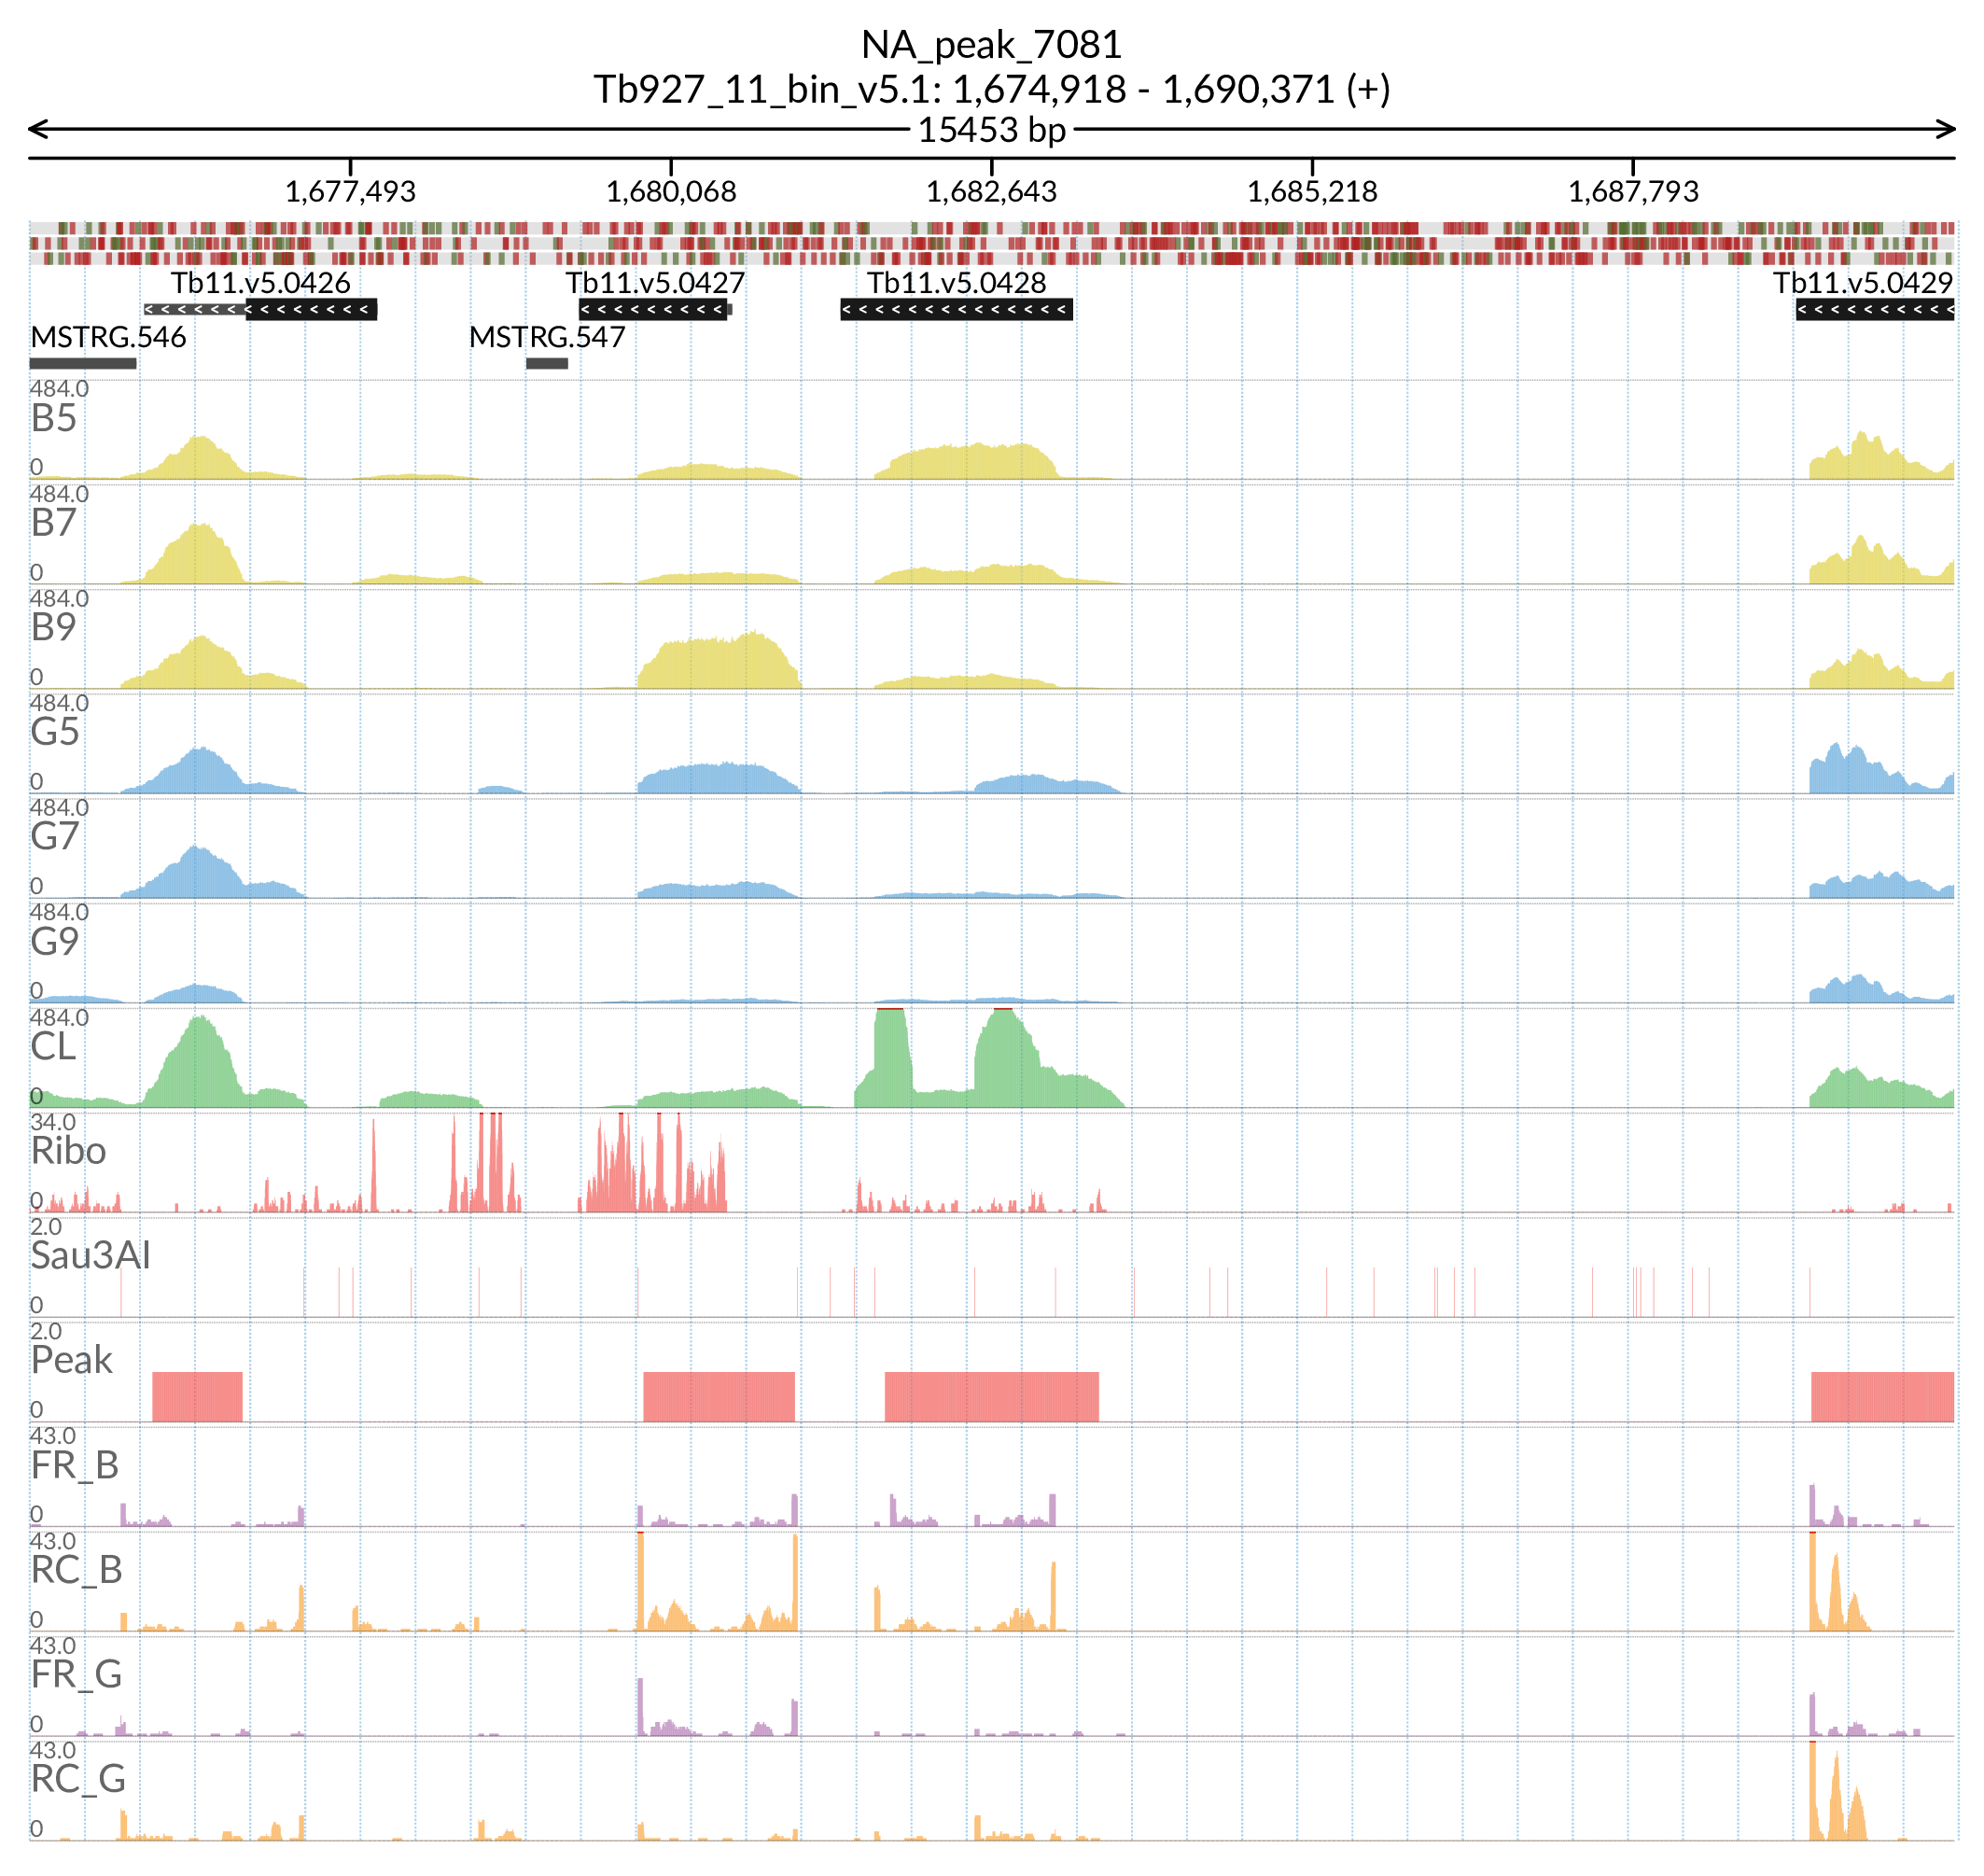 NA_peak_7081
Tb927_11_bin_v5.1: 1,674,918 - 1,690,371 (+)
15453 bp
1,677,493 1,680,068 1,682,643 1,685,218 1,687,793
Tb11.v5.0426 Tb11.v5.0427 Tb11.v5.0428 Tb11.v5.0429
MSTRG.546 MSTRG.547
484.0
B5
0
484.0
B7
0
484.0
B9
0
484.0
G5
0
484.0
G7
0
484.0
G9
0
484.0
CL
0
34.0
Ribo
0
2.0
Sau3AI
0
2.0
Peak
0
43.0
FR_B
0
43.0
RC_B
0
43.0
FR_G
0
43.0
RC_G
0